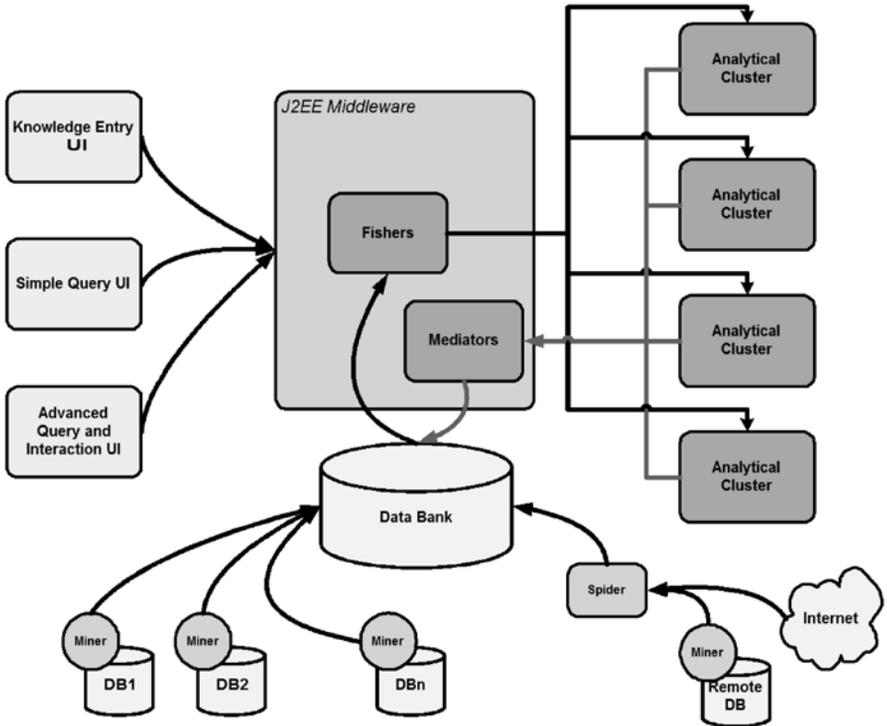 Analytical
Cluster
J2EE Middleware
Knowledge Entry
UI
Analytical
Cluster
Fishers
Simple Query UI
Mediators
Analytical
Cluster
Advanced
Query and
Interaction UI
Analytical
Cluster
Data Bank
Spider
Internet
Miner
Miner
Miner
Miner
DB1
DB2
DBn
Remote
DB